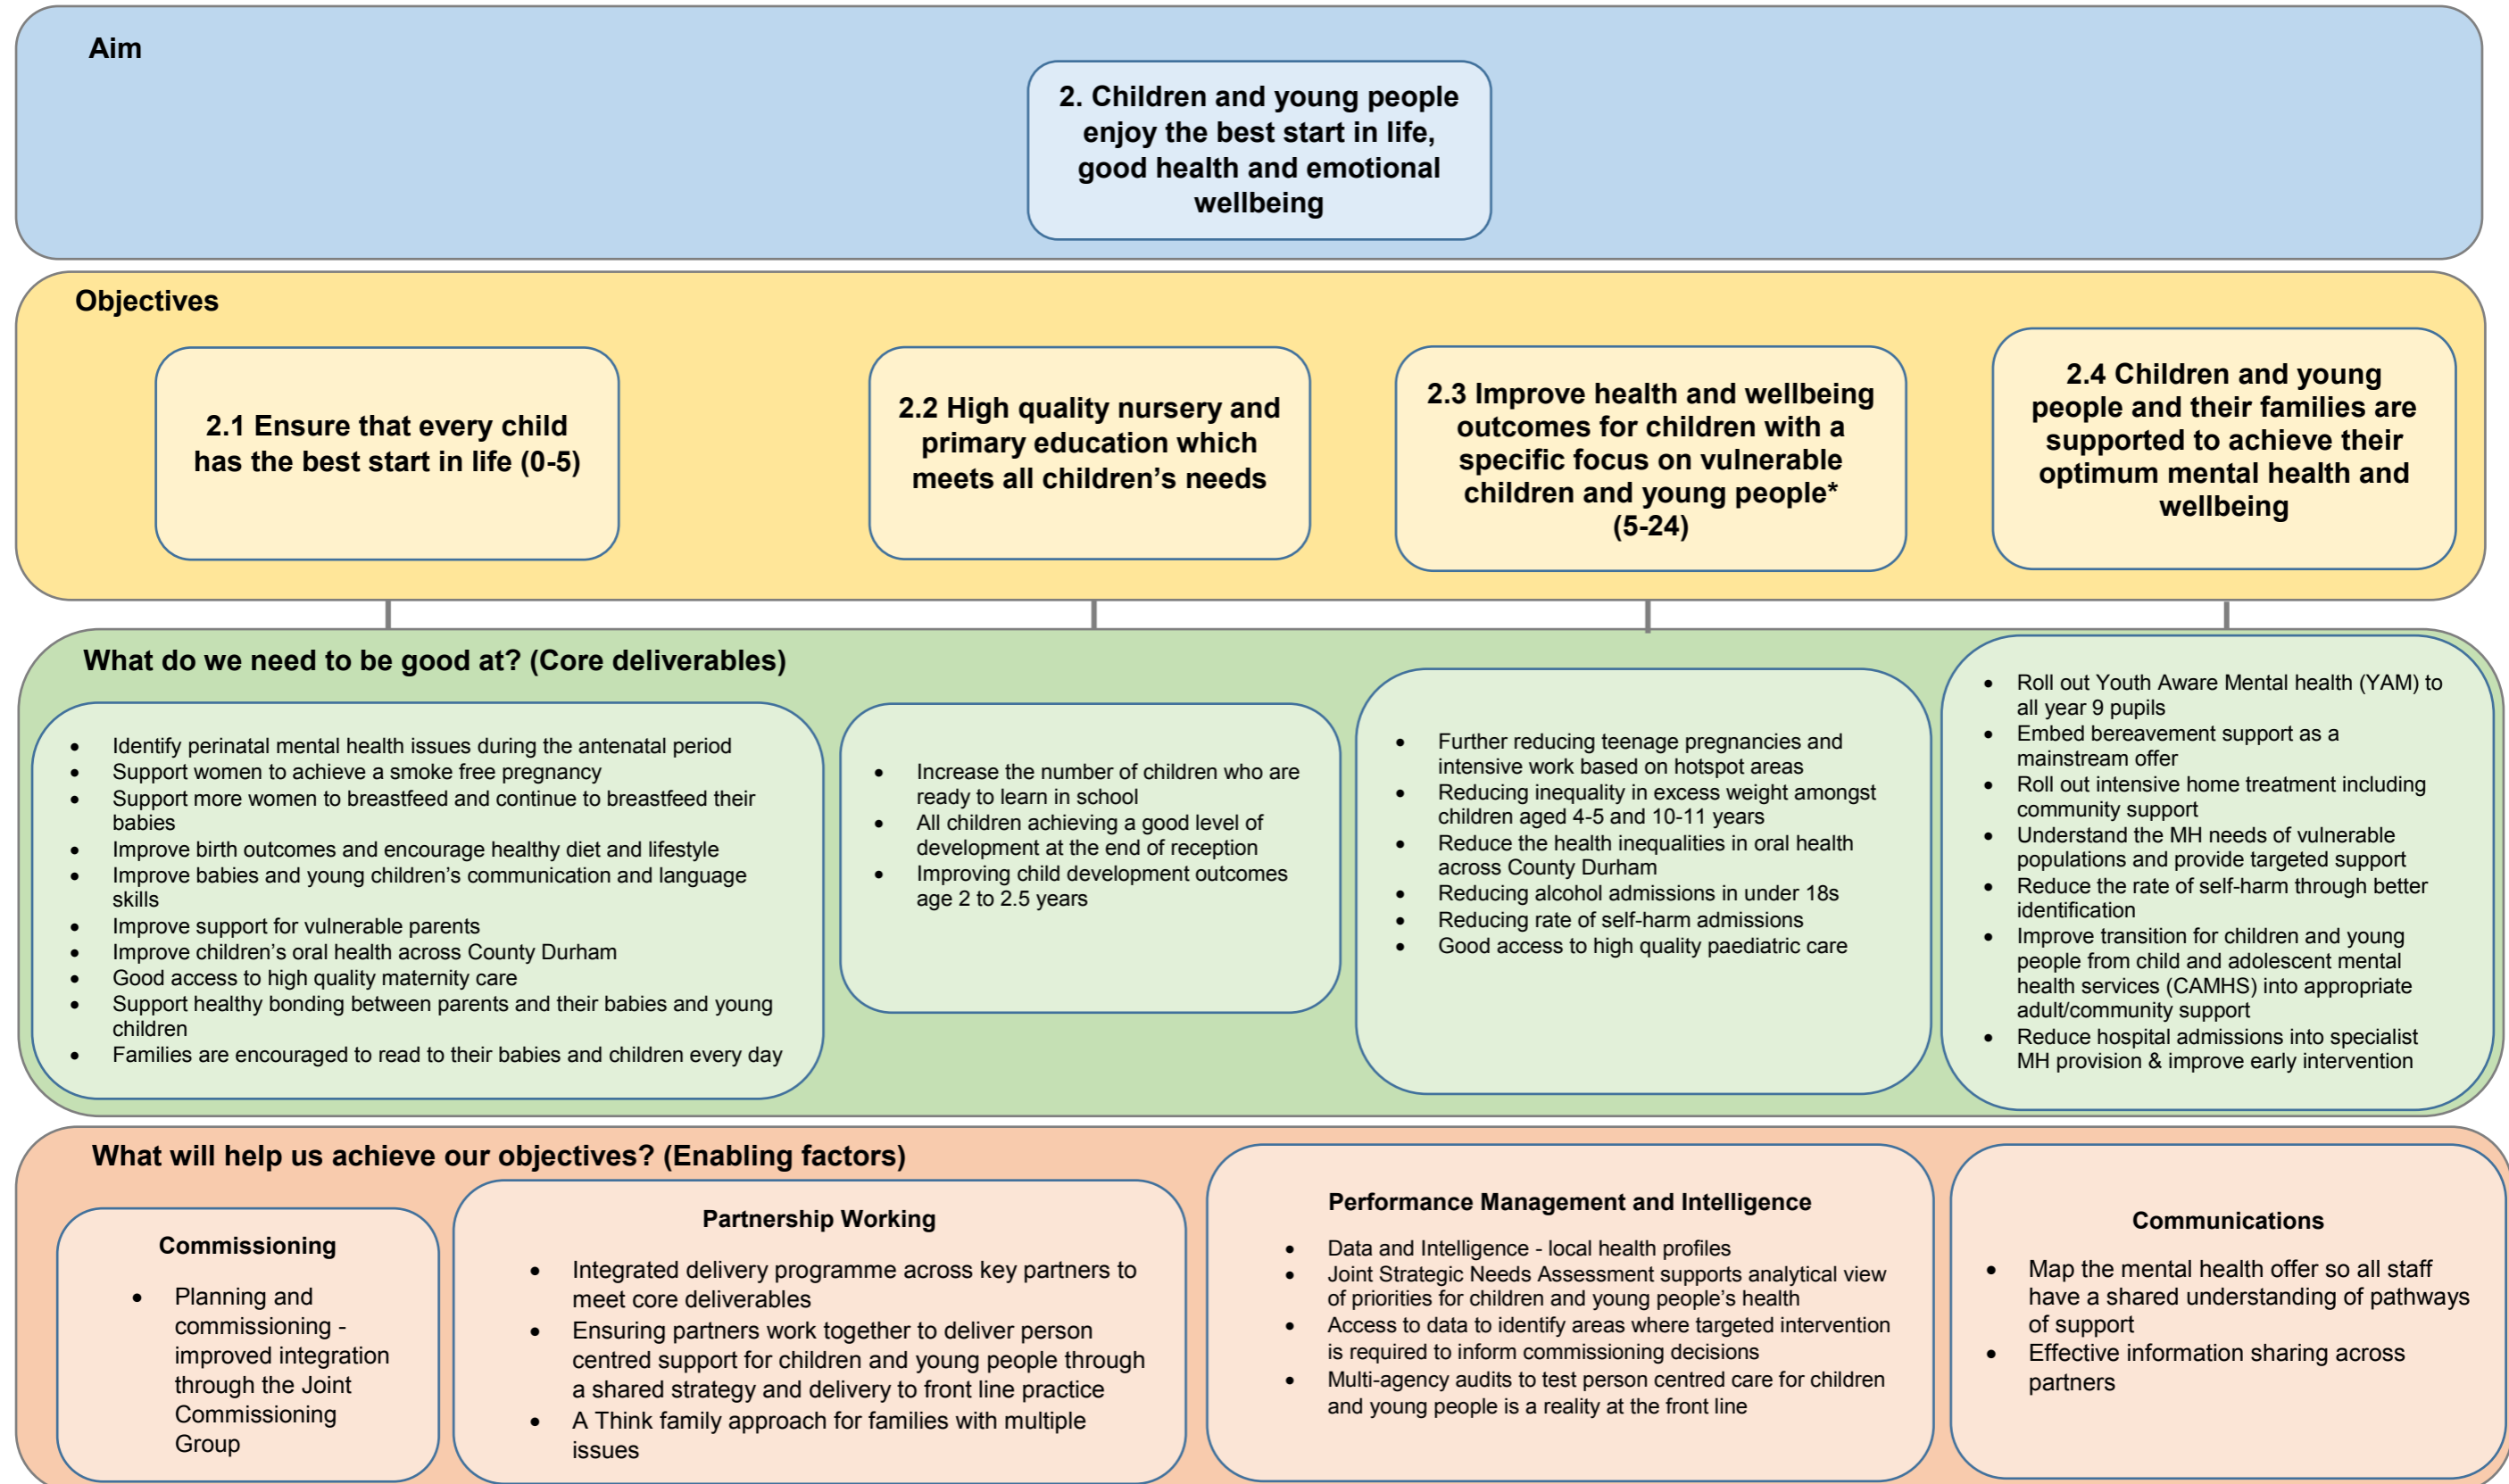 Aim
2. Children and young people
enjoy the best start in life,
good health and emotional
wellbeing
Objectives
2.1 Ensure that every child
has the best start in life (0-5)
2.2 High quality nursery and
primary education which
meets all children’s needs
2.3 Improve health and wellbeing
outcomes for children with a
specific focus on vulnerable
children and young people*
(5-24)
2.4 Children and young
people and their families are
supported to achieve their
optimum mental health and
wellbeing
What do we need to be good at? (Core deliverables)
• Identify perinatal mental health issues during the antenatal period
• Support women to achieve a smoke free pregnancy
• Support more women to breastfeed and continue to breastfeed their
babies
• Improve birth outcomes and encourage healthy diet and lifestyle
• Improve babies and young children’s communication and language
skills
• Improve support for vulnerable parents
• Improve children’s oral health across County Durham
• Good access to high quality maternity care
• Support healthy bonding between parents and their babies and young
children
• Families are encouraged to read to their babies and children every day
• Increase the number of children who are
ready to learn in school
• All children achieving a good level of
development at the end of reception
• Improving child development outcomes
age 2 to 2.5 years
• Further reducing teenage pregnancies and
intensive work based on hotspot areas
• Reducing inequality in excess weight amongst
children aged 4-5 and 10-11 years
• Reduce the health inequalities in oral health
across County Durham
• Reducing alcohol admissions in under 18s
• Reducing rate of self-harm admissions
• Good access to high quality paediatric care
• Roll out Youth Aware Mental health (YAM) to
all year 9 pupils
• Embed bereavement support as a
mainstream offer
• Roll out intensive home treatment including
community support
• Understand the MH needs of vulnerable
populations and provide targeted support
• Reduce the rate of self-harm through better
identification
• Improve transition for children and young
people from child and adolescent mental
health services (CAMHS) into appropriate
adult/community support
• Reduce hospital admissions into specialist
MH provision & improve early intervention
What will help us achieve our objectives? (Enabling factors)
Commissioning
• Planning and
commissioning -
improved integration
through the Joint
Commissioning
Group
Partnership Working
• Integrated delivery programme across key partners to
meet core deliverables
• Ensuring partners work together to deliver person
centred support for children and young people through
a shared strategy and delivery to front line practice
• A Think family approach for families with multiple
issues
Performance Management and Intelligence
• Data and Intelligence - local health profiles
• Joint Strategic Needs Assessment supports analytical view
of priorities for children and young people’s health
• Access to data to identify areas where targeted intervention
is required to inform commissioning decisions
• Multi-agency audits to test person centred care for children
and young people is a reality at the front line
Communications
• Map the mental health offer so all staff
have a shared understanding of pathways
of support
• Effective information sharing across
partners